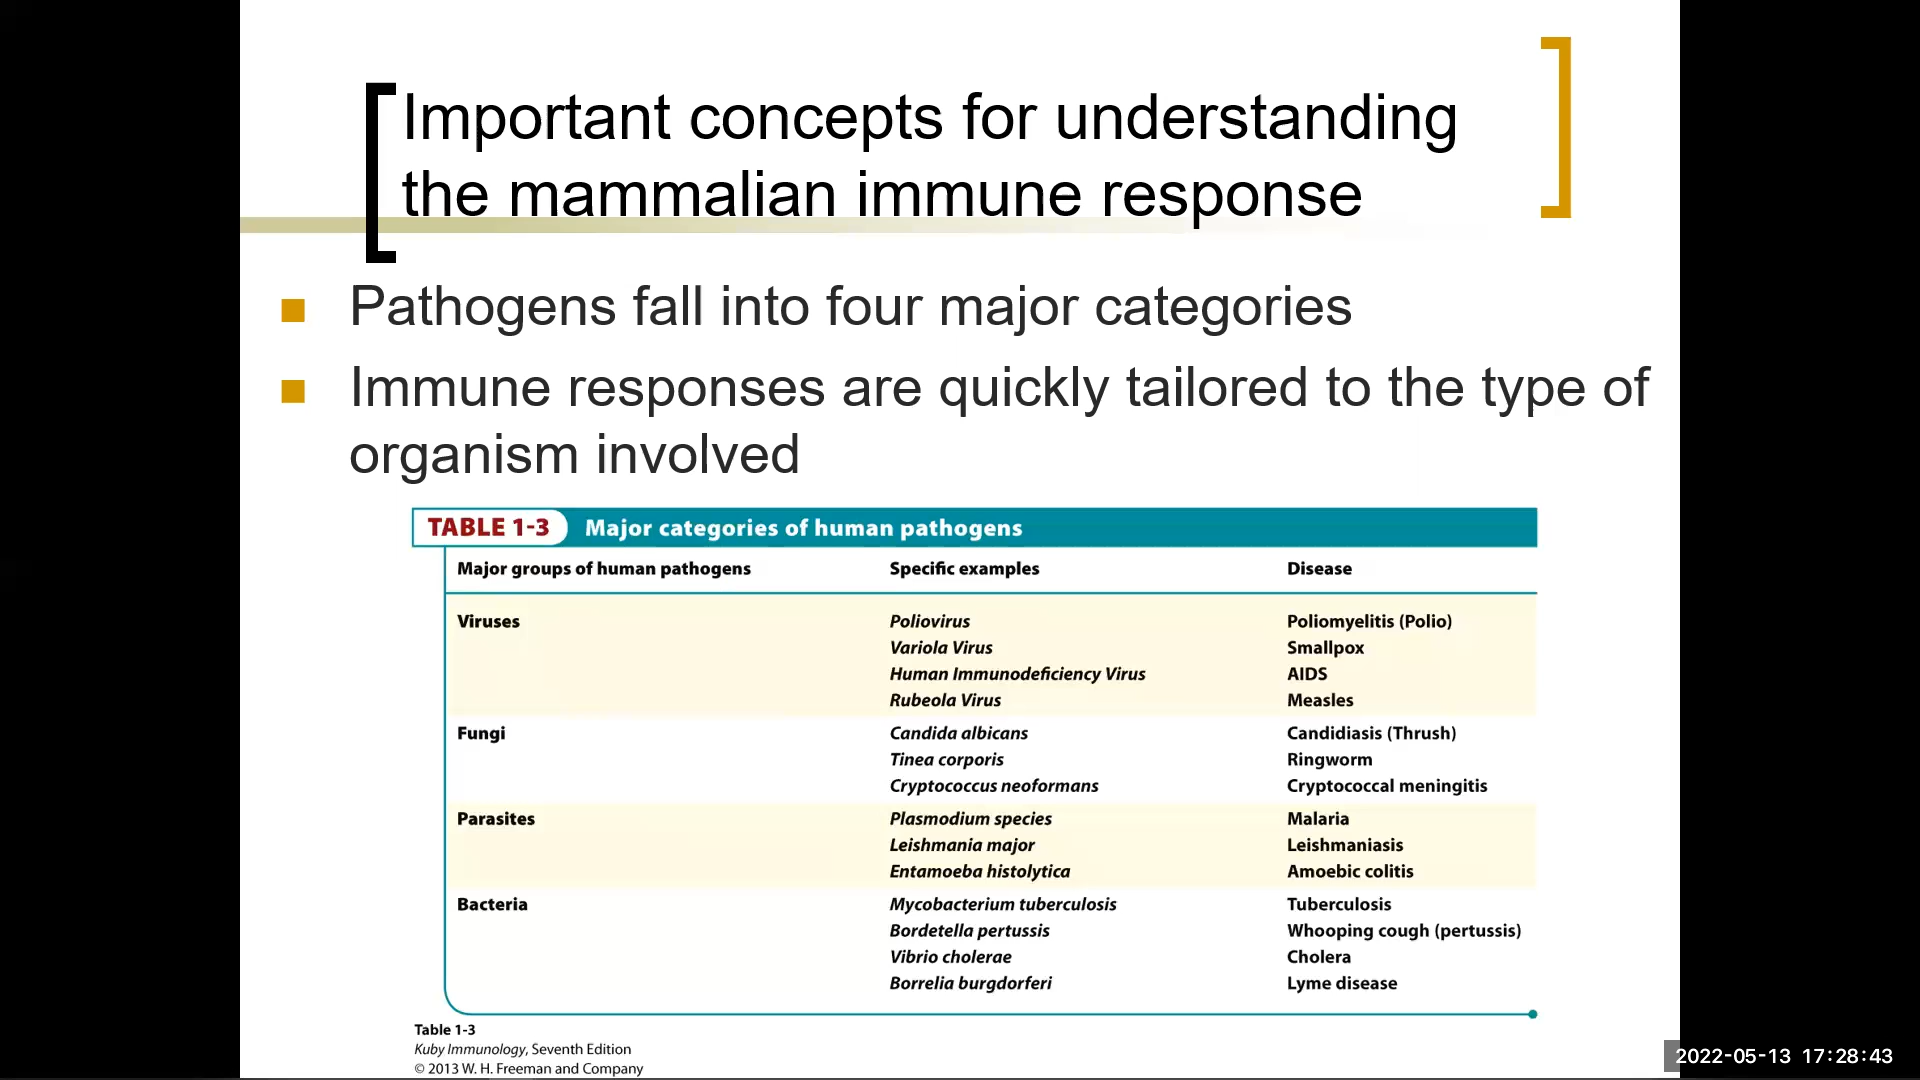 Important concepts for understanding
the mammalian immune response
Pathogens fall into four major categories
Immune responses are quickly tailored to the type of
organism involved
TABLE 1-3 Major categories of human pathogens
Major groups of human pathogens Specific examples Disease
Viruses Poliovirus Poliomyelitis (Polio)
Variola Virus Smallpox
Human Immunodeficiency Virus AIDS
Rubeola Virus Measles
Fungi Candida albicans Candidiasis (Thrush)
Tinea corporis Ringworm
Cryptococcus neoformans Cryptococcal meningitis
Parasites Plasmodium species Malaria
Leishmania major Leishmaniasis
Entamoeba histolytica Amoebic colitis
Bacteria Mycobacterium tuberculosis Tuberculosis
Bordetella pertussis Whooping cough (pertussis)
Vibrio cholerae Cholera
Borrelia burgdorferi Lyme disease
Table 1-3
Kuby Immunology, Seventh Edition
© 2013 W. H. Freeman and Company
2022-05-13 17:28:43